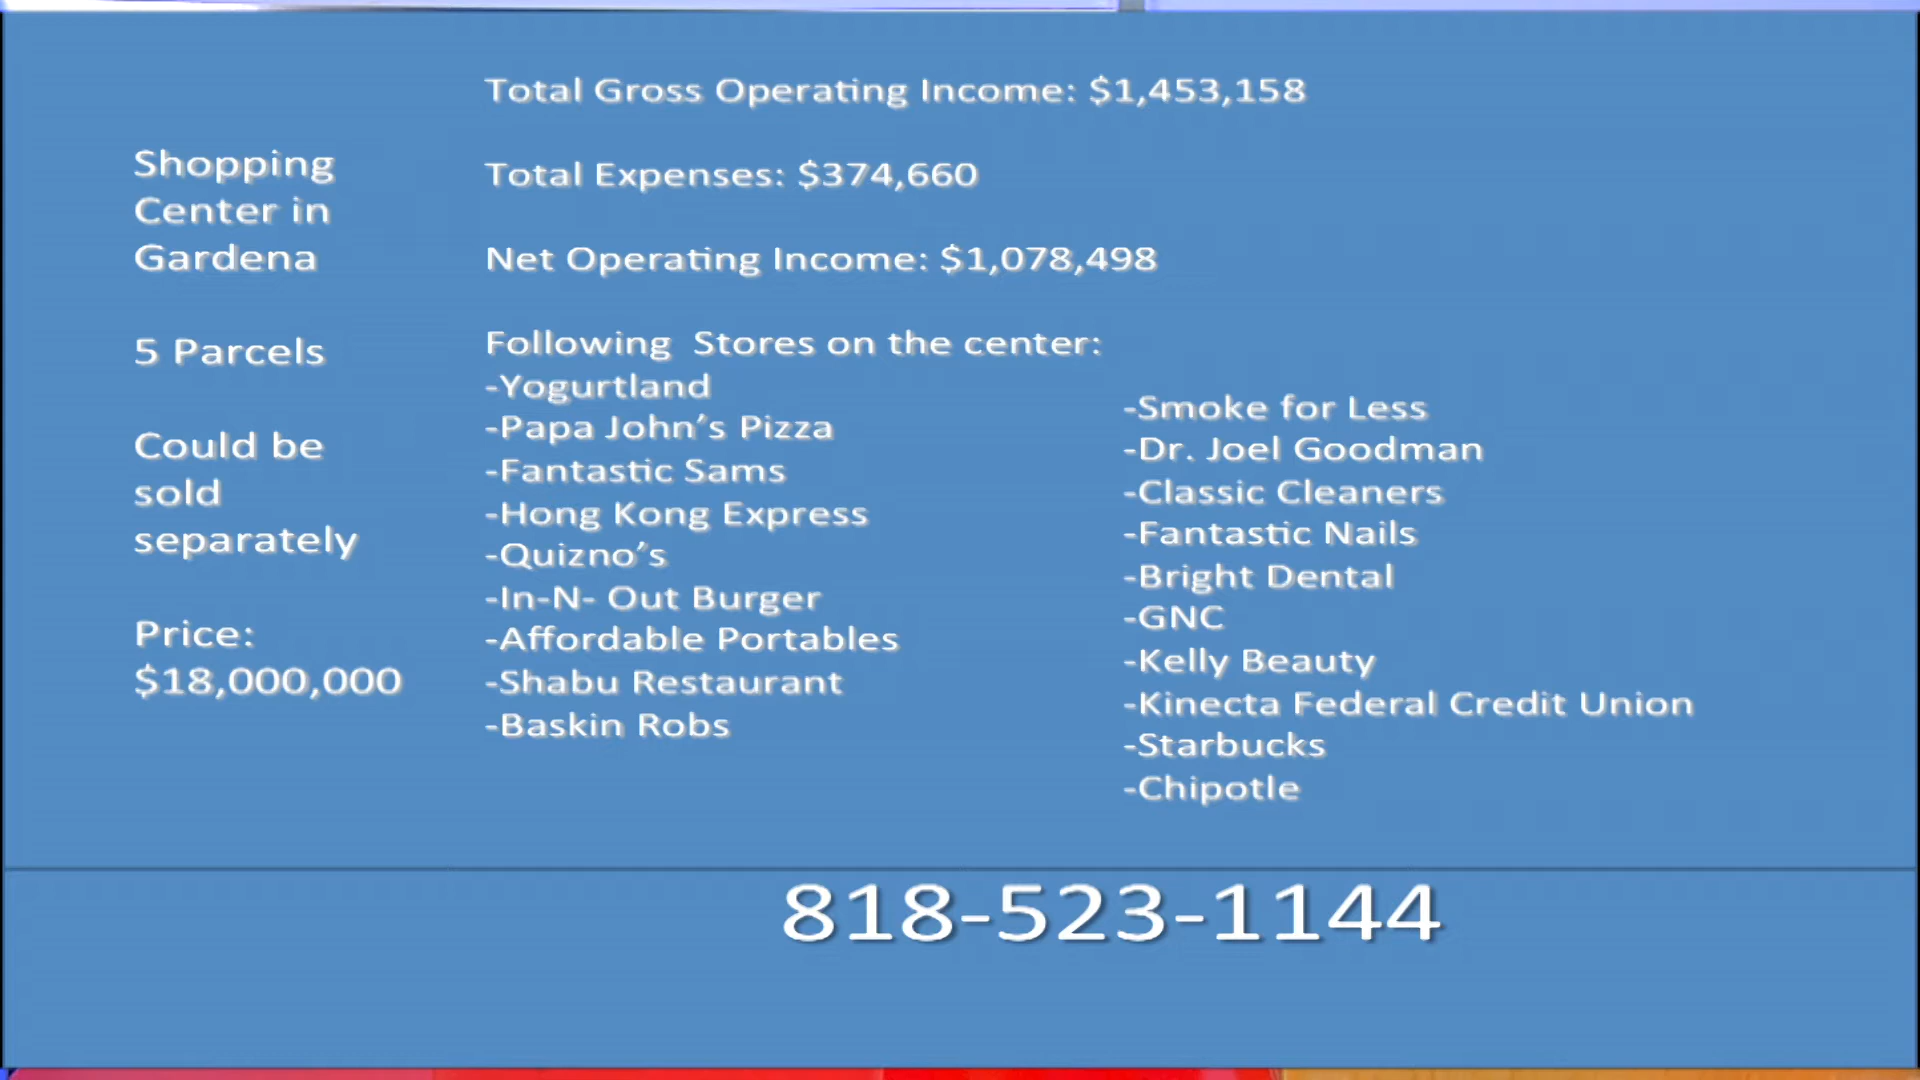 Shopping
Center in
Gardena
5 Parcels
Could be
sold
separately
Price:
$18,000,000
Total Gross Operating Income: $1,453,158
Total Expenses: $374,660
Net Operating Income: $1,078,498
Following  Stores on the center:
-Yogurtland
-Papa John’s Pizza
-Fantastic Sams
-Hong Kong Express
-Quizno’s
-In-N- Out Burger
-Affordable Portables
-Shabu Restaurant
-Baskin Robs
-Smoke for Less
-Dr. Joel Goodman
-Classic Cleaners
-Fantastic Nails
-Bright Dental
-GNC
-Kelly Beauty
-Kinecta Federal Credit Union
-Starbucks
-Chipotle
818-523-1144